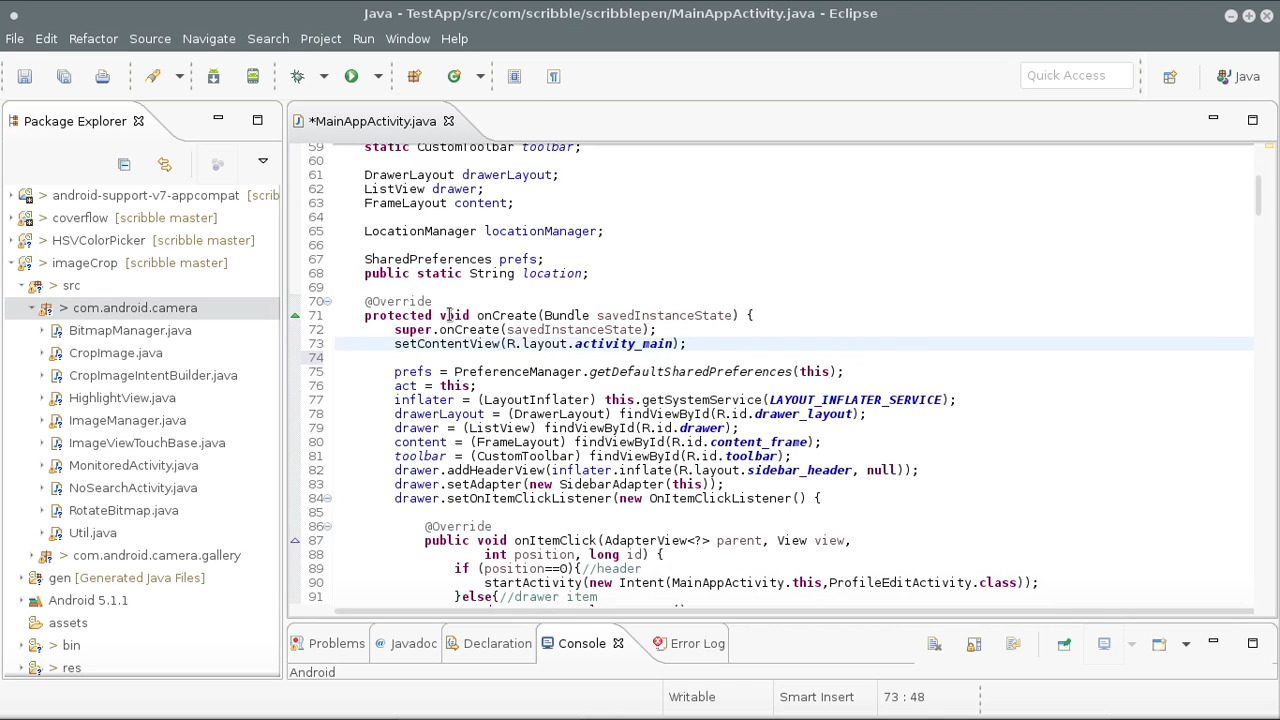 Java - TestApp/src/com/scribble/scribblepen/MainAppActivity.java - Eclipse
File Edit Refactor Source Navigate Search Project Run Window Help
Quick Access
Java
Package Explorer
*MainAppActivity.java
> android-support-v7-appcompat [scrib
> coverflow [scribble master]
> HSVColorPicker [scribble master]
> imageCrop [scribble master]
> src
> com.android.camera
BitmapManager.java
CropImage.java
CropImageIntentBuilder.java
HighlightView.java
ImageManager.java
ImageViewTouchBase.java
MonitoredActivity.java
NoSearchActivity.java
RotateBitmap.java
Util.java
> com.android.camera.gallery
gen [Generated Java Files]
Android 5.1.1
assets
> bin
> res
59 static CustomToolbar toolbar;
60
61 DrawerLayout drawerLayout;
62 ListView drawer;
63 FrameLayout content;
64
65 LocationManager locationManager;
66
67 SharedPreferences prefs;
68 public static String location;
69
70 @Override
71 protected void onCreate(Bundle savedInstanceState) {
72 super.onCreate(savedInstanceState);
73 setContentView(R.layout.activity_main);
74
75 prefs = PreferenceManager.getDefaultSharedPreferences(this);
76 act = this;
77 inflater = (LayoutInflater) this.getSystemService(LAYOUT_INFLATER_SERVICE);
78 drawerLayout = (DrawerLayout) findViewById(R.id.drawer_layout);
79 drawer = (ListView) findViewById(R.id.drawer);
80 content = (FrameLayout) findViewById(R.id.content_frame);
81 toolbar = (CustomToolbar) findViewById(R.id.toolbar);
82 drawer.addHeaderView(inflater.inflate(R.layout.sidebar_header, null));
83 drawer.setAdapter(new SidebarAdapter(this));
84 drawer.setOnItemClickListener(new OnItemClickListener() {
85
86 @Override
87 public void onItemClick(AdapterView<?> parent, View view,
88 int position, long id) {
89 if (position==0){//header
90 startActivity(new Intent(MainAppActivity.this,ProfileEditActivity.class));
91 }else{//drawer item
Problems Javadoc Declaration Console Error Log
Android
Writable Smart Insert 73 : 48